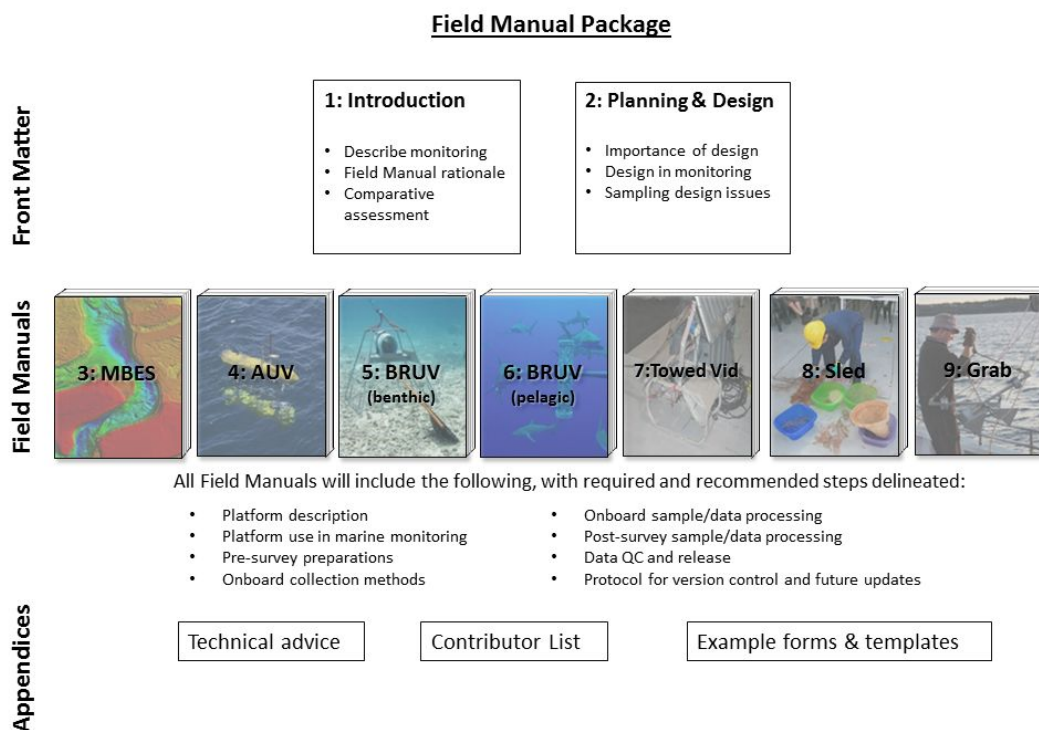 Field Manual Package
Front Matter
1: Introduction
• Describe monitoring
• Field Manual rationale
• Comparative
assessment
2: Planning & Design
• Importance of design
• Design in monitoring
• Sampling design issues
Field Manuals
3: MBES
4: AUV
5: BRUV
(benthic)
6: BRUV
(pelagic)
7:Towed Vid
8: Sled
9: Grab
All Field Manuals will include the following, with required and recommended steps delineated:
• Platform description
• Platform use in marine monitoring
• Pre-survey preparations
• Onboard collection methods
• Onboard sample/data processing
• Post-survey sample/data processing
• Data QC and release
• Protocol for version control and future updates
Appendices
Technical advice
Contributor List
Example forms & templates